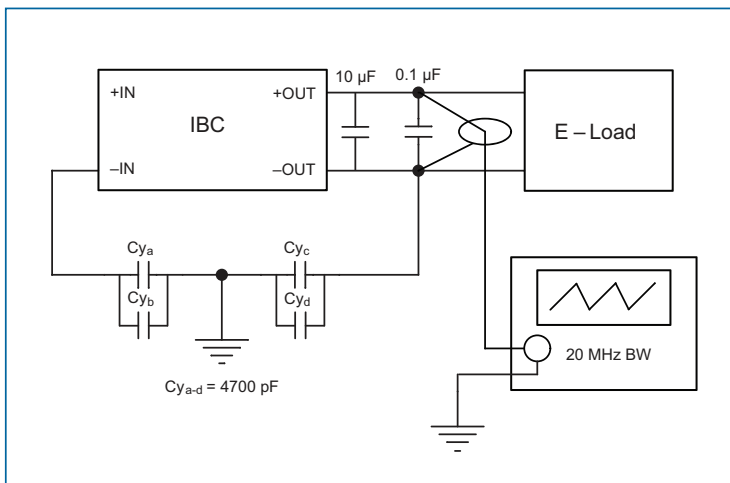 10 µF
0.1 µF
+IN
+OUT
IBC
E – Load
–IN
–OUT
Cya
Cyc
Cyb
Cyd
20 MHz BW
Cya-d = 4700 pF